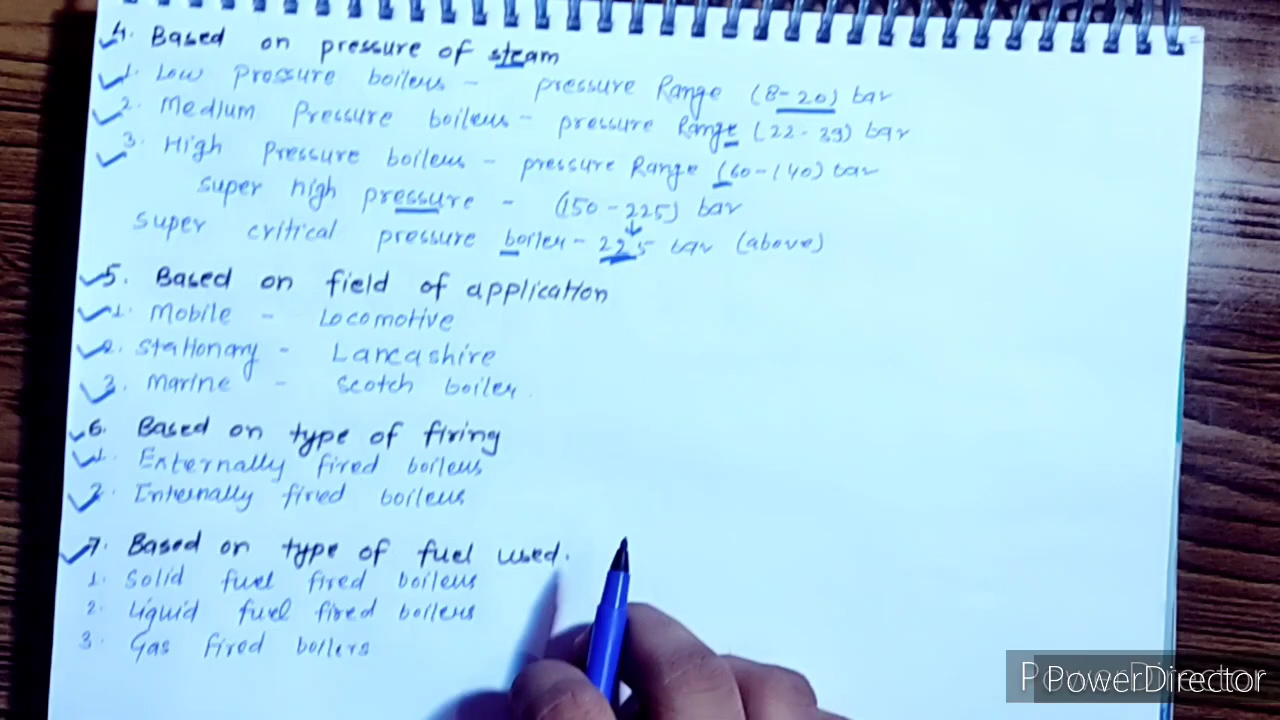 4. Based on pressure of steam
1. Low pressure boilers - pressure Range (8-20) bar
2. Medium Pressure boilers - pressure Range (22-39) bar
3. High Pressure boilers - pressure Range (60-140) bar
Super high pressure - (150-225) bar
Super critical pressure boiler - 225 bar (above)
5. Based on field of application
1. Mobile - Locomotive
2. Stationary - Lancashire
3. Marine - Scotch boiler.
6. Based on type of firing
1. Externally fired boilers
2. Internally fired boilers
7. Based on type of fuel used.
1. Solid fuel fired boilers
2. Liquid fuel fired boilers
3. Gas fired boilers
PowerDirector